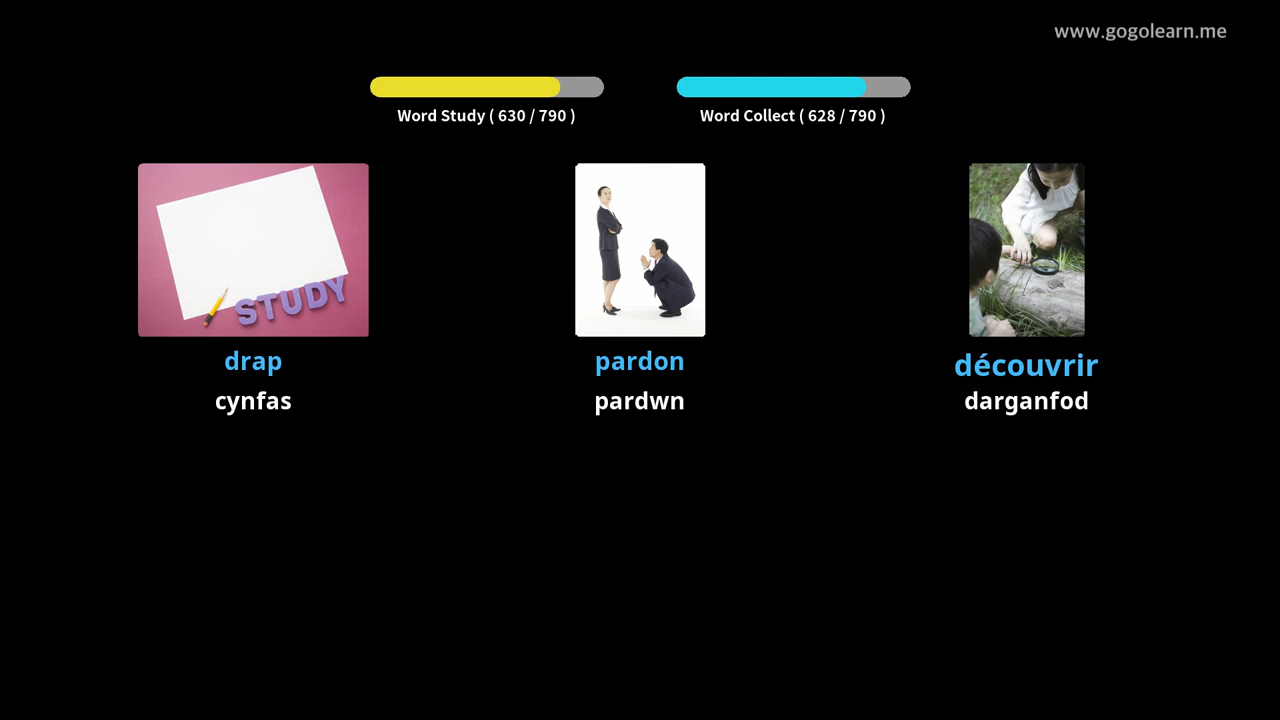 www.gogolearn.me
Word Study ( 630 / 790 )
Word Collect ( 628 / 790 )
STUDY
drap
pardon
découvrir
cynfas
pardwn
darganfod